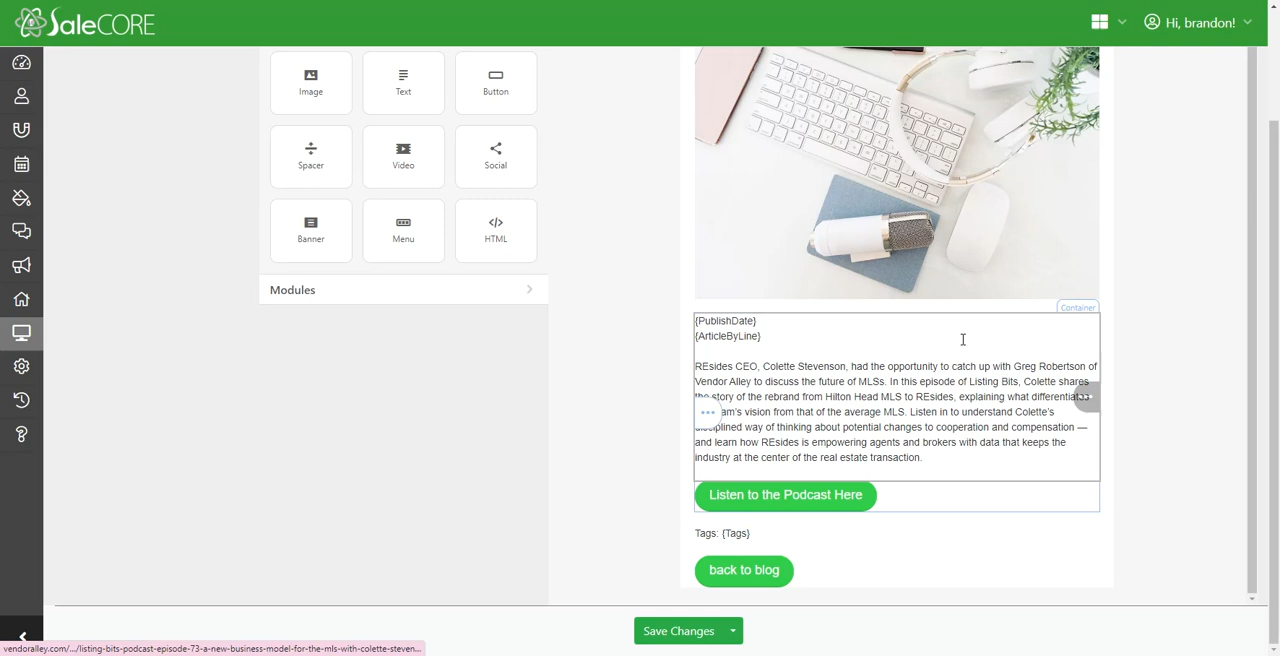 SaleCORE
Hi, brandon!
Image
Text
Button
Spacer
Video
Social
Banner
Menu
HTML
Modules
Container
{PublishDate}
{ArticleByLine}
REsides CEO, Colette Stevenson, had the opportunity to catch up with Greg Robertson of
Vendor Alley to discuss the future of MLSs. In this episode of Listing Bits, Colette shares
the story of the rebrand from Hilton Head MLS to REsides, explaining what differentiates
am's vision from that of the average MLS. Listen in to understand Colette's
disciplined way of thinking about potential changes to cooperation and compensation —
and learn how REsides is empowering agents and brokers with data that keeps the
industry at the center of the real estate transaction.
Listen to the Podcast Here
Tags: {Tags}
back to blog
Save Changes
vendoralley.com/.../listing-bits-podcast-episode-73-a-new-business-model-for-the-mls-with-colette-steven...